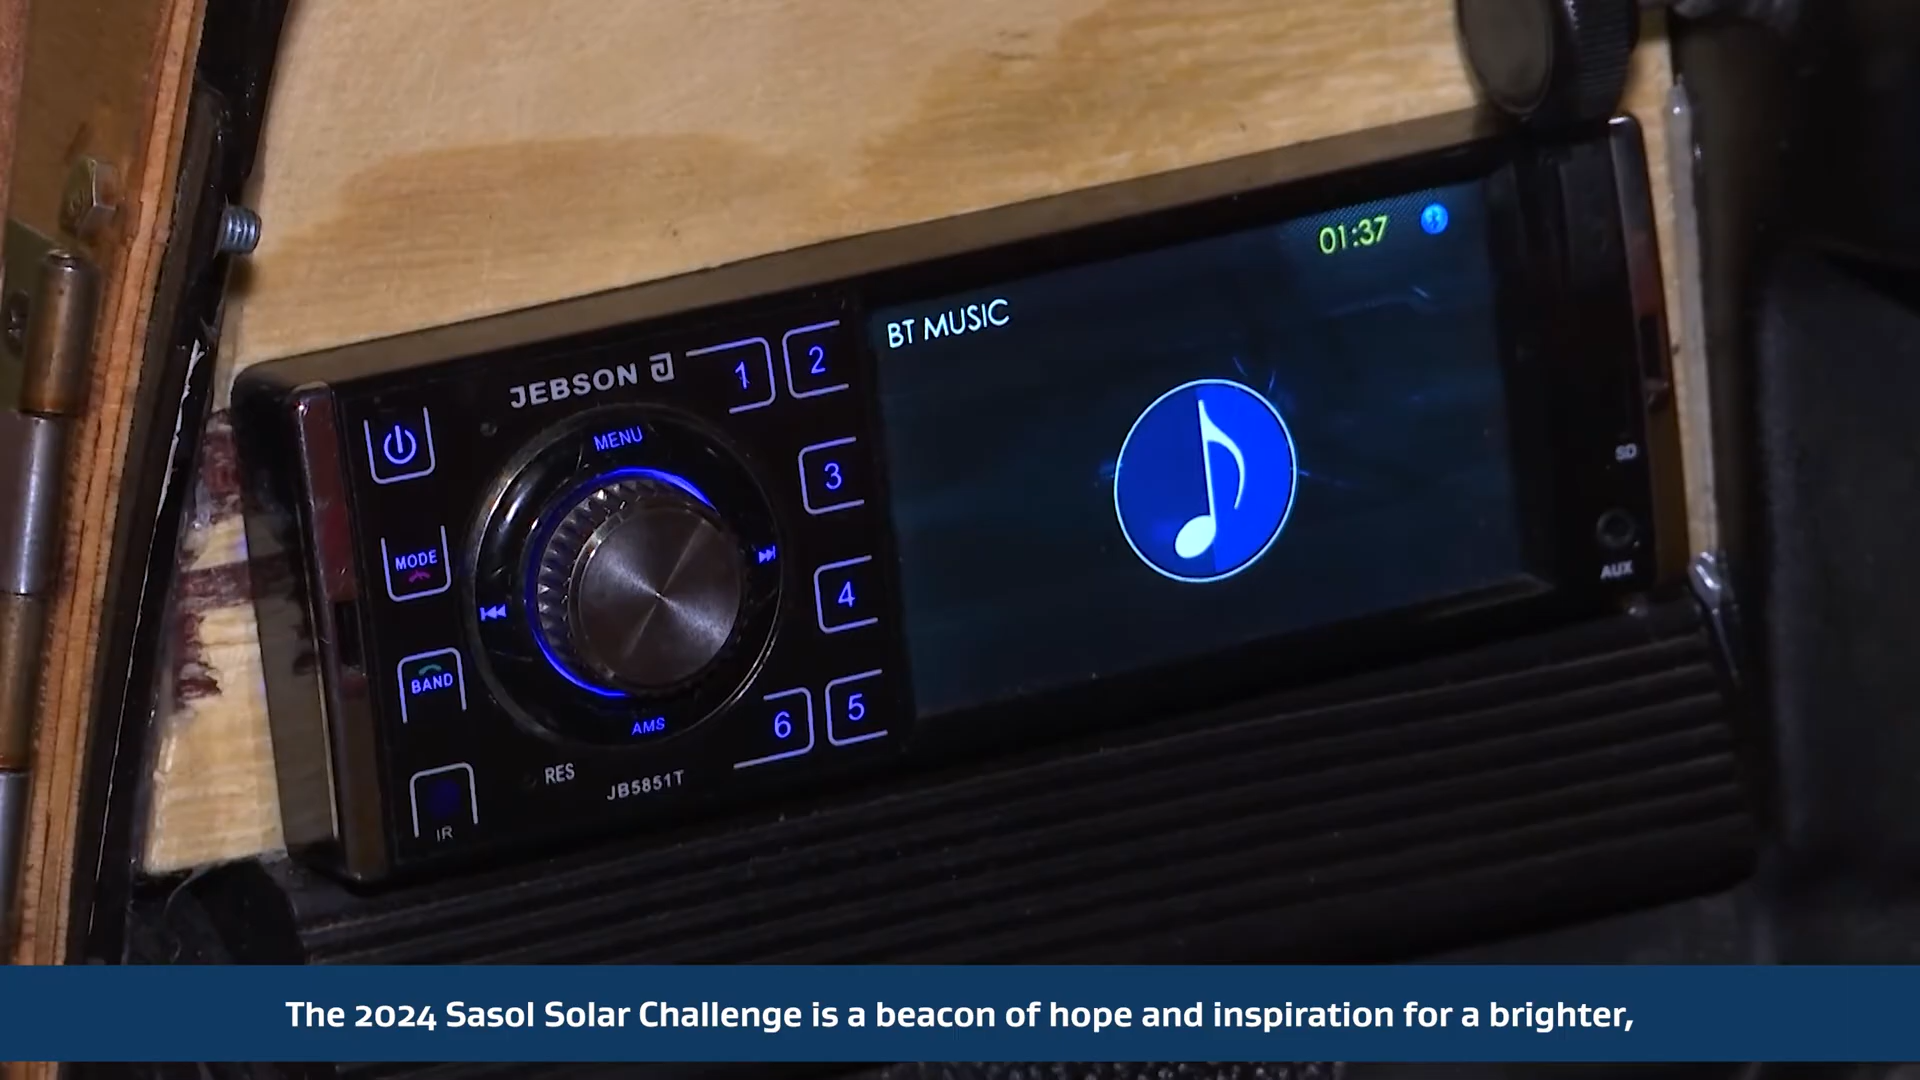 01:37
BT MUSIC
JEBSON J
1
2
MENU
3
MODE
4
BAND
5
6
AMS
RES
JB5851T
IR
SD
AUX
The 2024 Sasol Solar Challenge is a beacon of hope and inspiration for a brighter,